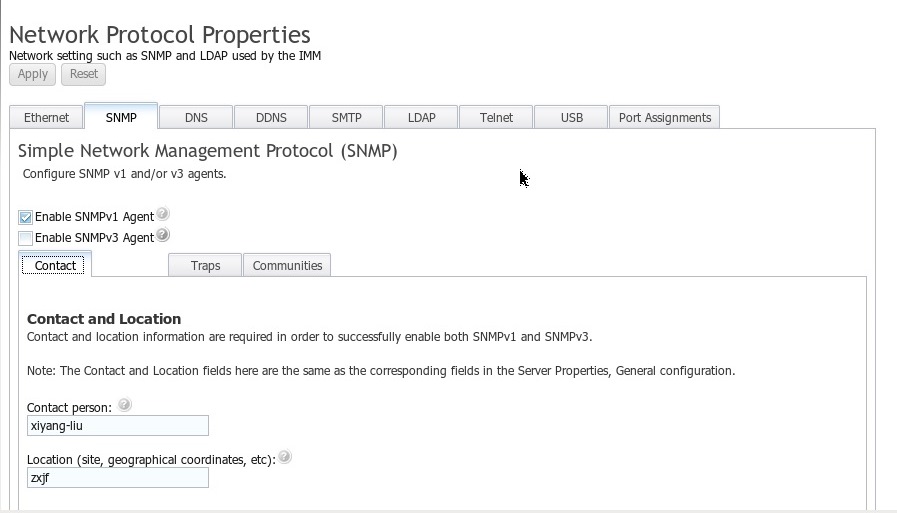 Network Protocol Properties
Network setting such as SNMP and LDAP used by the IMM
Apply Reset
Ethernet SNMP DNS DDNS SMTP LDAP Telnet USB Port Assignments
Simple Network Management Protocol (SNMP)
Configure SNMP v1 and/or v3 agents.
Enable SNMPv1 Agent ?
Enable SNMPv3 Agent ?
Contact Traps Communities
Contact and Location
Contact and location information are required in order to successfully enable both SNMPv1 and SNMPv3.
Note: The Contact and Location fields here are the same as the corresponding fields in the Server Properties, General configuration.
Contact person: ?
xiyang-liu
Location (site, geographical coordinates, etc): ?
zxjf